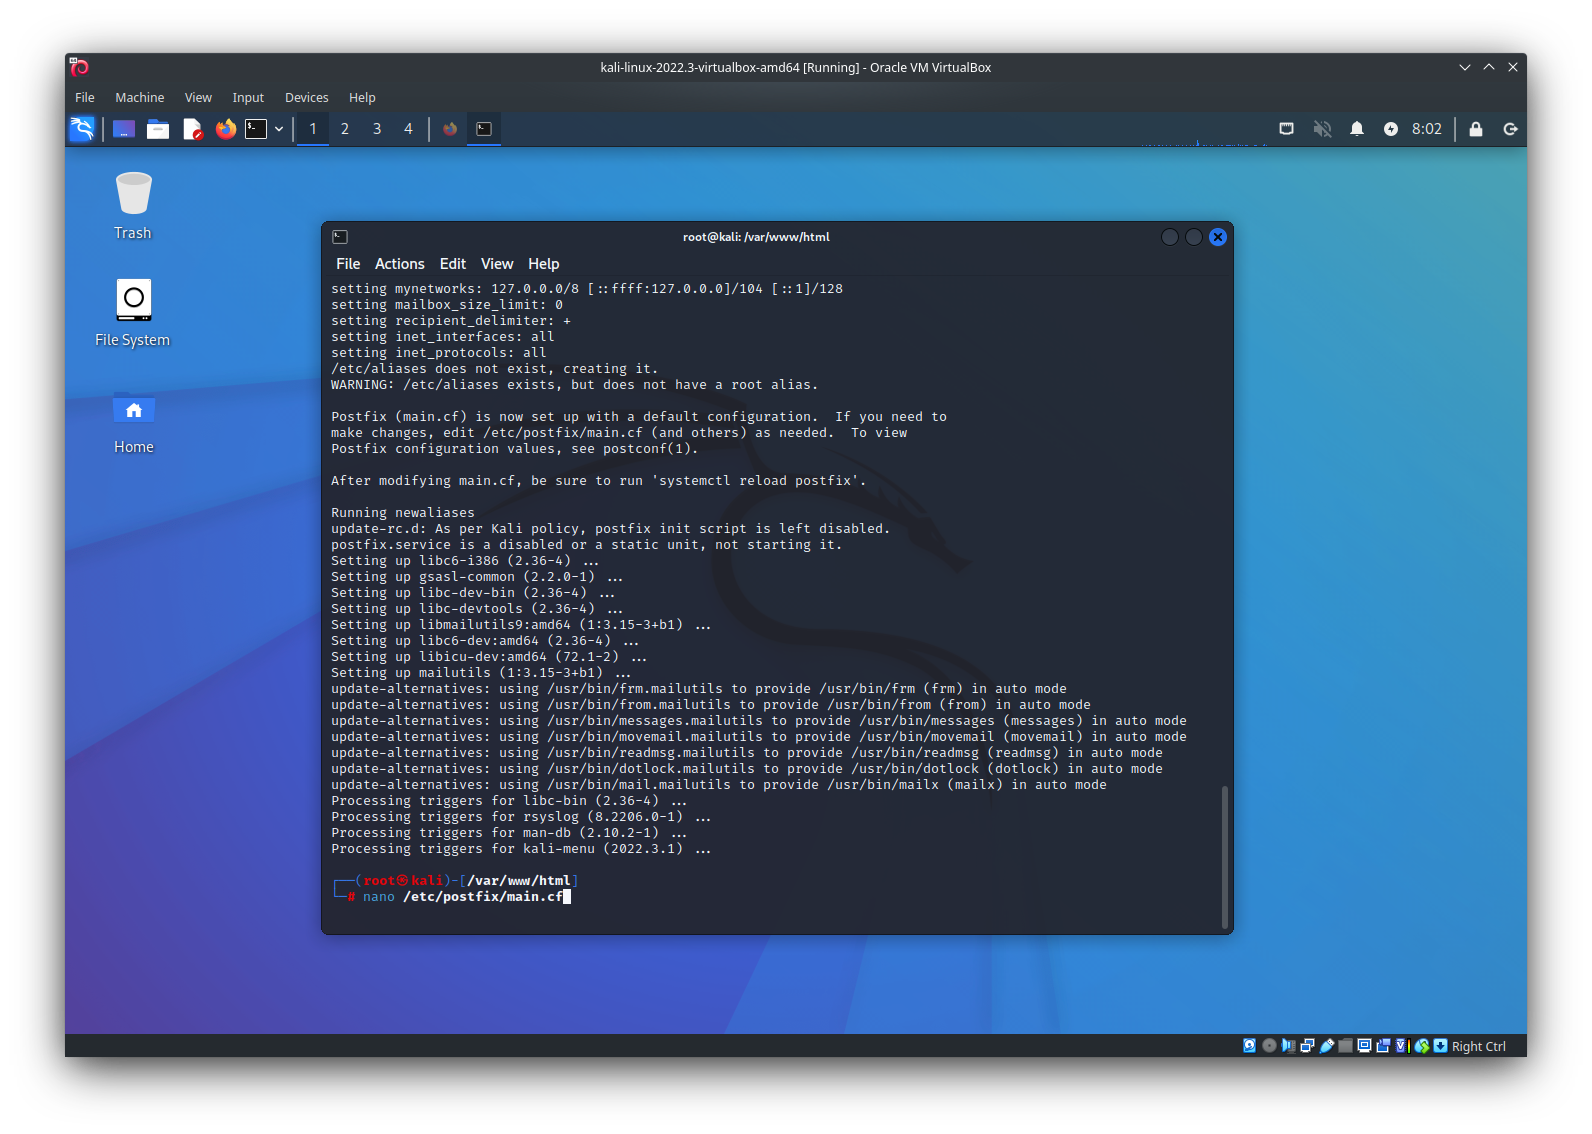 kali-linux-2022.3-virtualbox-amd64 [Running] - Oracle VM VirtualBox
File Machine View Input Devices Help
1 2 3 4 8:02
Trash
File System
Home
root@kali: /var/www/html
File Actions Edit View Help
setting mynetworks: 127.0.0.0/8 [::ffff:127.0.0.0]/104 [::1]/128
setting mailbox_size_limit: 0
setting recipient_delimiter: +
setting inet_interfaces: all
setting inet_protocols: all
/etc/aliases does not exist, creating it.
WARNING: /etc/aliases exists, but does not have a root alias.
Postfix (main.cf) is now set up with a default configuration.  If you need to
make changes, edit /etc/postfix/main.cf (and others) as needed.  To view
Postfix configuration values, see postconf(1).
After modifying main.cf, be sure to run 'systemctl reload postfix'.
Running newaliases
update-rc.d: As per Kali policy, postfix init script is left disabled.
postfix.service is a disabled or a static unit, not starting it.
Setting up libc6-i386 (2.36-4) ...
Setting up gsasl-common (2.2.0-1) ...
Setting up libc-dev-bin (2.36-4) ...
Setting up libc-devtools (2.36-4) ...
Setting up libmailutils9:amd64 (1:3.15-3+b1) ...
Setting up libc6-dev:amd64 (2.36-4) ...
Setting up libicu-dev:amd64 (72.1-2) ...
Setting up mailutils (1:3.15-3+b1) ...
update-alternatives: using /usr/bin/frm.mailutils to provide /usr/bin/frm (frm) in auto mode
update-alternatives: using /usr/bin/from.mailutils to provide /usr/bin/from (from) in auto mode
update-alternatives: using /usr/bin/messages.mailutils to provide /usr/bin/messages (messages) in auto mode
update-alternatives: using /usr/bin/movemail.mailutils to provide /usr/bin/movemail (movemail) in auto mode
update-alternatives: using /usr/bin/readmsg.mailutils to provide /usr/bin/readmsg (readmsg) in auto mode
update-alternatives: using /usr/bin/dotlock.mailutils to provide /usr/bin/dotlock (dotlock) in auto mode
update-alternatives: using /usr/bin/mail.mailutils to provide /usr/bin/mailx (mailx) in auto mode
Processing triggers for libc-bin (2.36-4) ...
Processing triggers for rsyslog (8.2206.0-1) ...
Processing triggers for man-db (2.10.2-1) ...
Processing triggers for kali-menu (2022.3.1) ...
┌──(root㉿kali)-[/var/www/html]
└─# nano /etc/postfix/main.cf
Right Ctrl